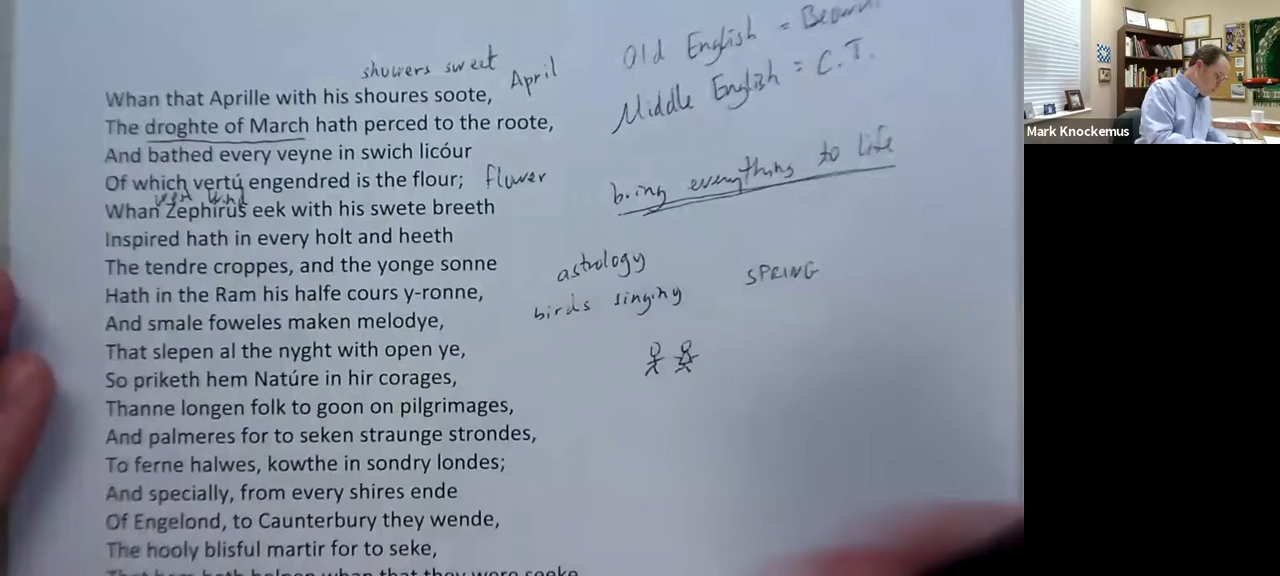 Old English =
showers sweet
April
Middle English = C.T.
Whan that Aprille with his shoures soote,
The droghte of March hath perced to the roote,
And bathed every veyne in swich licóur
bring everything to life
Of which vertú engendred is the flour; flower
west wind
Whan Zephirus eek with his swete breeth
Inspired hath in every holt and heeth
The tendre croppes, and the yonge sonne
astrology
SPRING
Hath in the Ram his halfe cours y-ronne,
birds singing
And smale foweles maken melodye,
That slepen al the nyght with open ye,
So priketh hem Natúre in hir corages,
Thanne longen folk to goon on pilgrimages,
And palmeres for to seken straunge strondes,
To ferne halwes, kowthe in sondry londes;
And specially, from every shires ende
Of Engelond, to Caunterbury they wende,
The hooly blisful martir for to seke,
Mark Knockemus